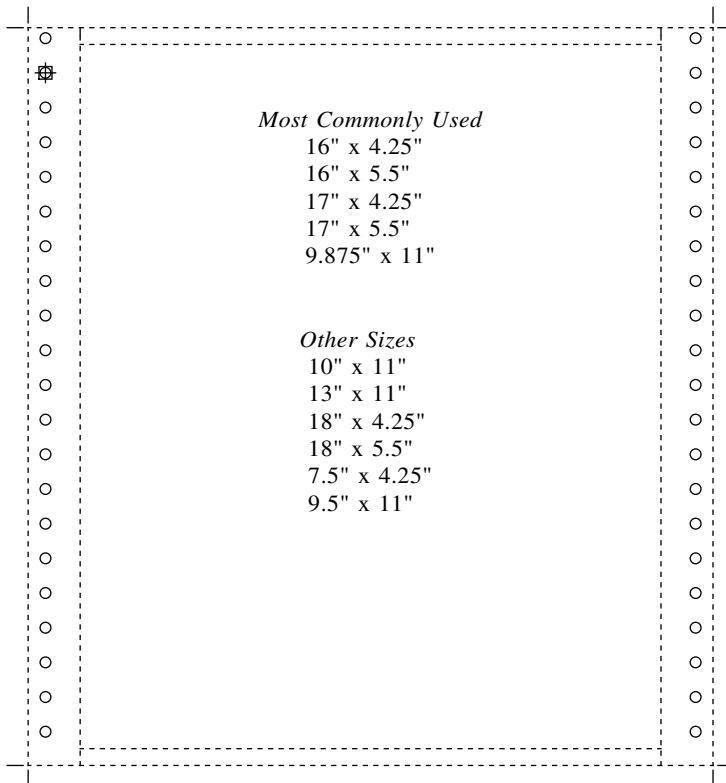 Most Commonly Used
16" x 4.25"
16" x 5.5"
17" x 4.25"
17" x 5.5"
9.875" x 11"
Other Sizes
10" x 11"
13" x 11"
18" x 4.25"
18" x 5.5"
7.5" x 4.25"
9.5" x 11"